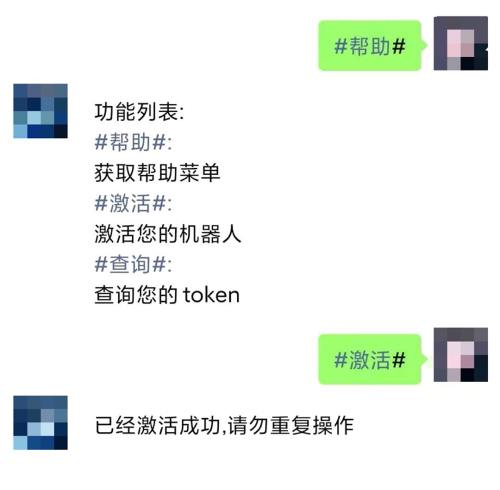 #帮助#
功能列表:
#帮助#:
获取帮助菜单
#激活#:
激活您的机器人
#查询#:
查询您的 token
#激活#
已经激活成功,请勿重复操作